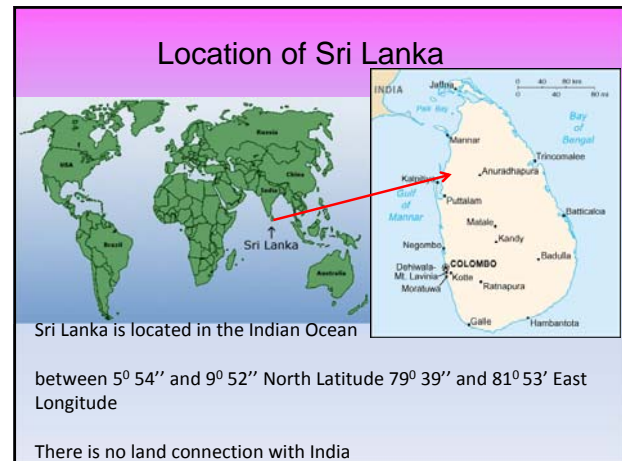 Location of Sri Lanka
Russia
USA
China
India
Brazil
Sri Lanka
Australia
INDIA
Jaffna
0 40 80 km
0 40 80 mi
Palk Bay
Bay
of
Bengal
Mannar
Trincomalee
Anuradhapura
Kalpitiya
Gulf
of
Mannar
Puttalam
Batticaloa
Matale
Kandy
Negombo
Badulla
COLOMBO
Dehiwala-
Mt. Lavinia
Kotte
Moratuwa
Ratnapura
Galle
Hambantota
Sri Lanka is located in the Indian Ocean
between 5⁰ 54’’ and 9⁰ 52’’ North Latitude 79⁰ 39’’ and 81⁰ 53’ East
Longitude
There is no land connection with India